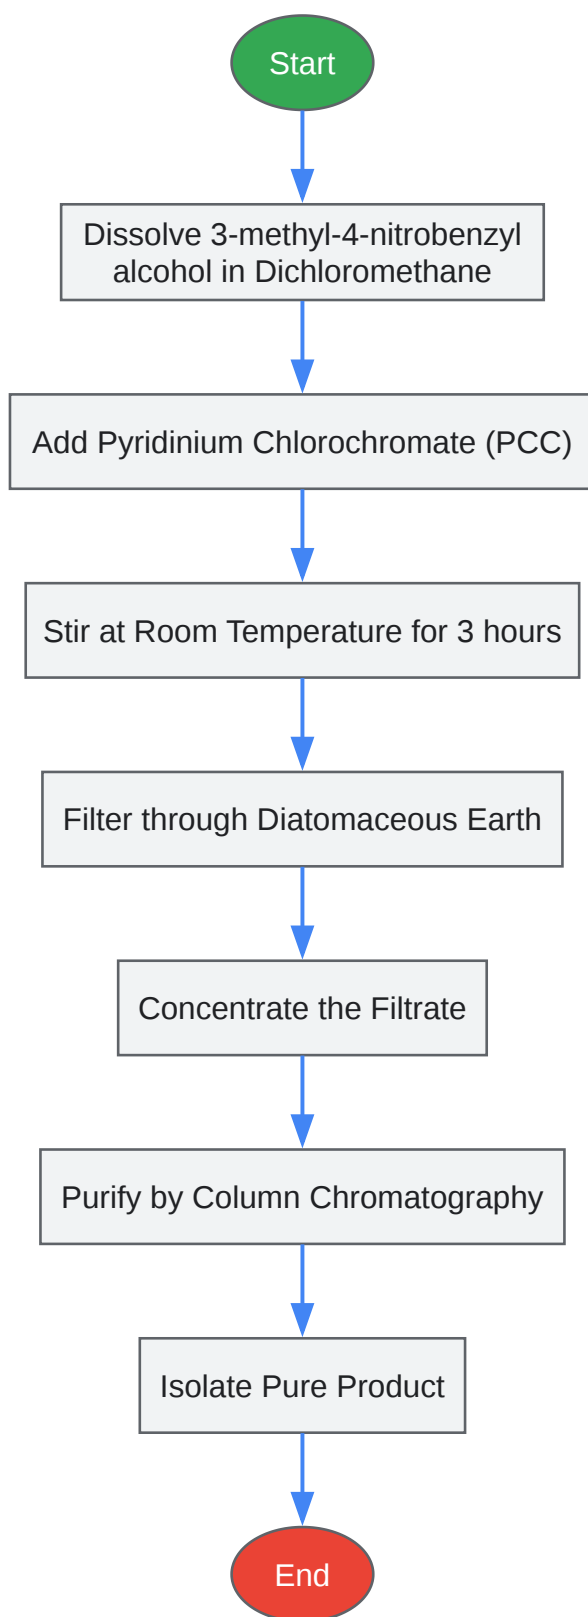 Start
Dissolve 3-methyl-4-nitrobenzyl
alcohol in Dichloromethane
Add Pyridinium Chlorochromate (PCC)
Stir at Room Temperature for 3 hours
Filter through Diatomaceous Earth
Concentrate the Filtrate
Purify by Column Chromatography
Isolate Pure Product
End